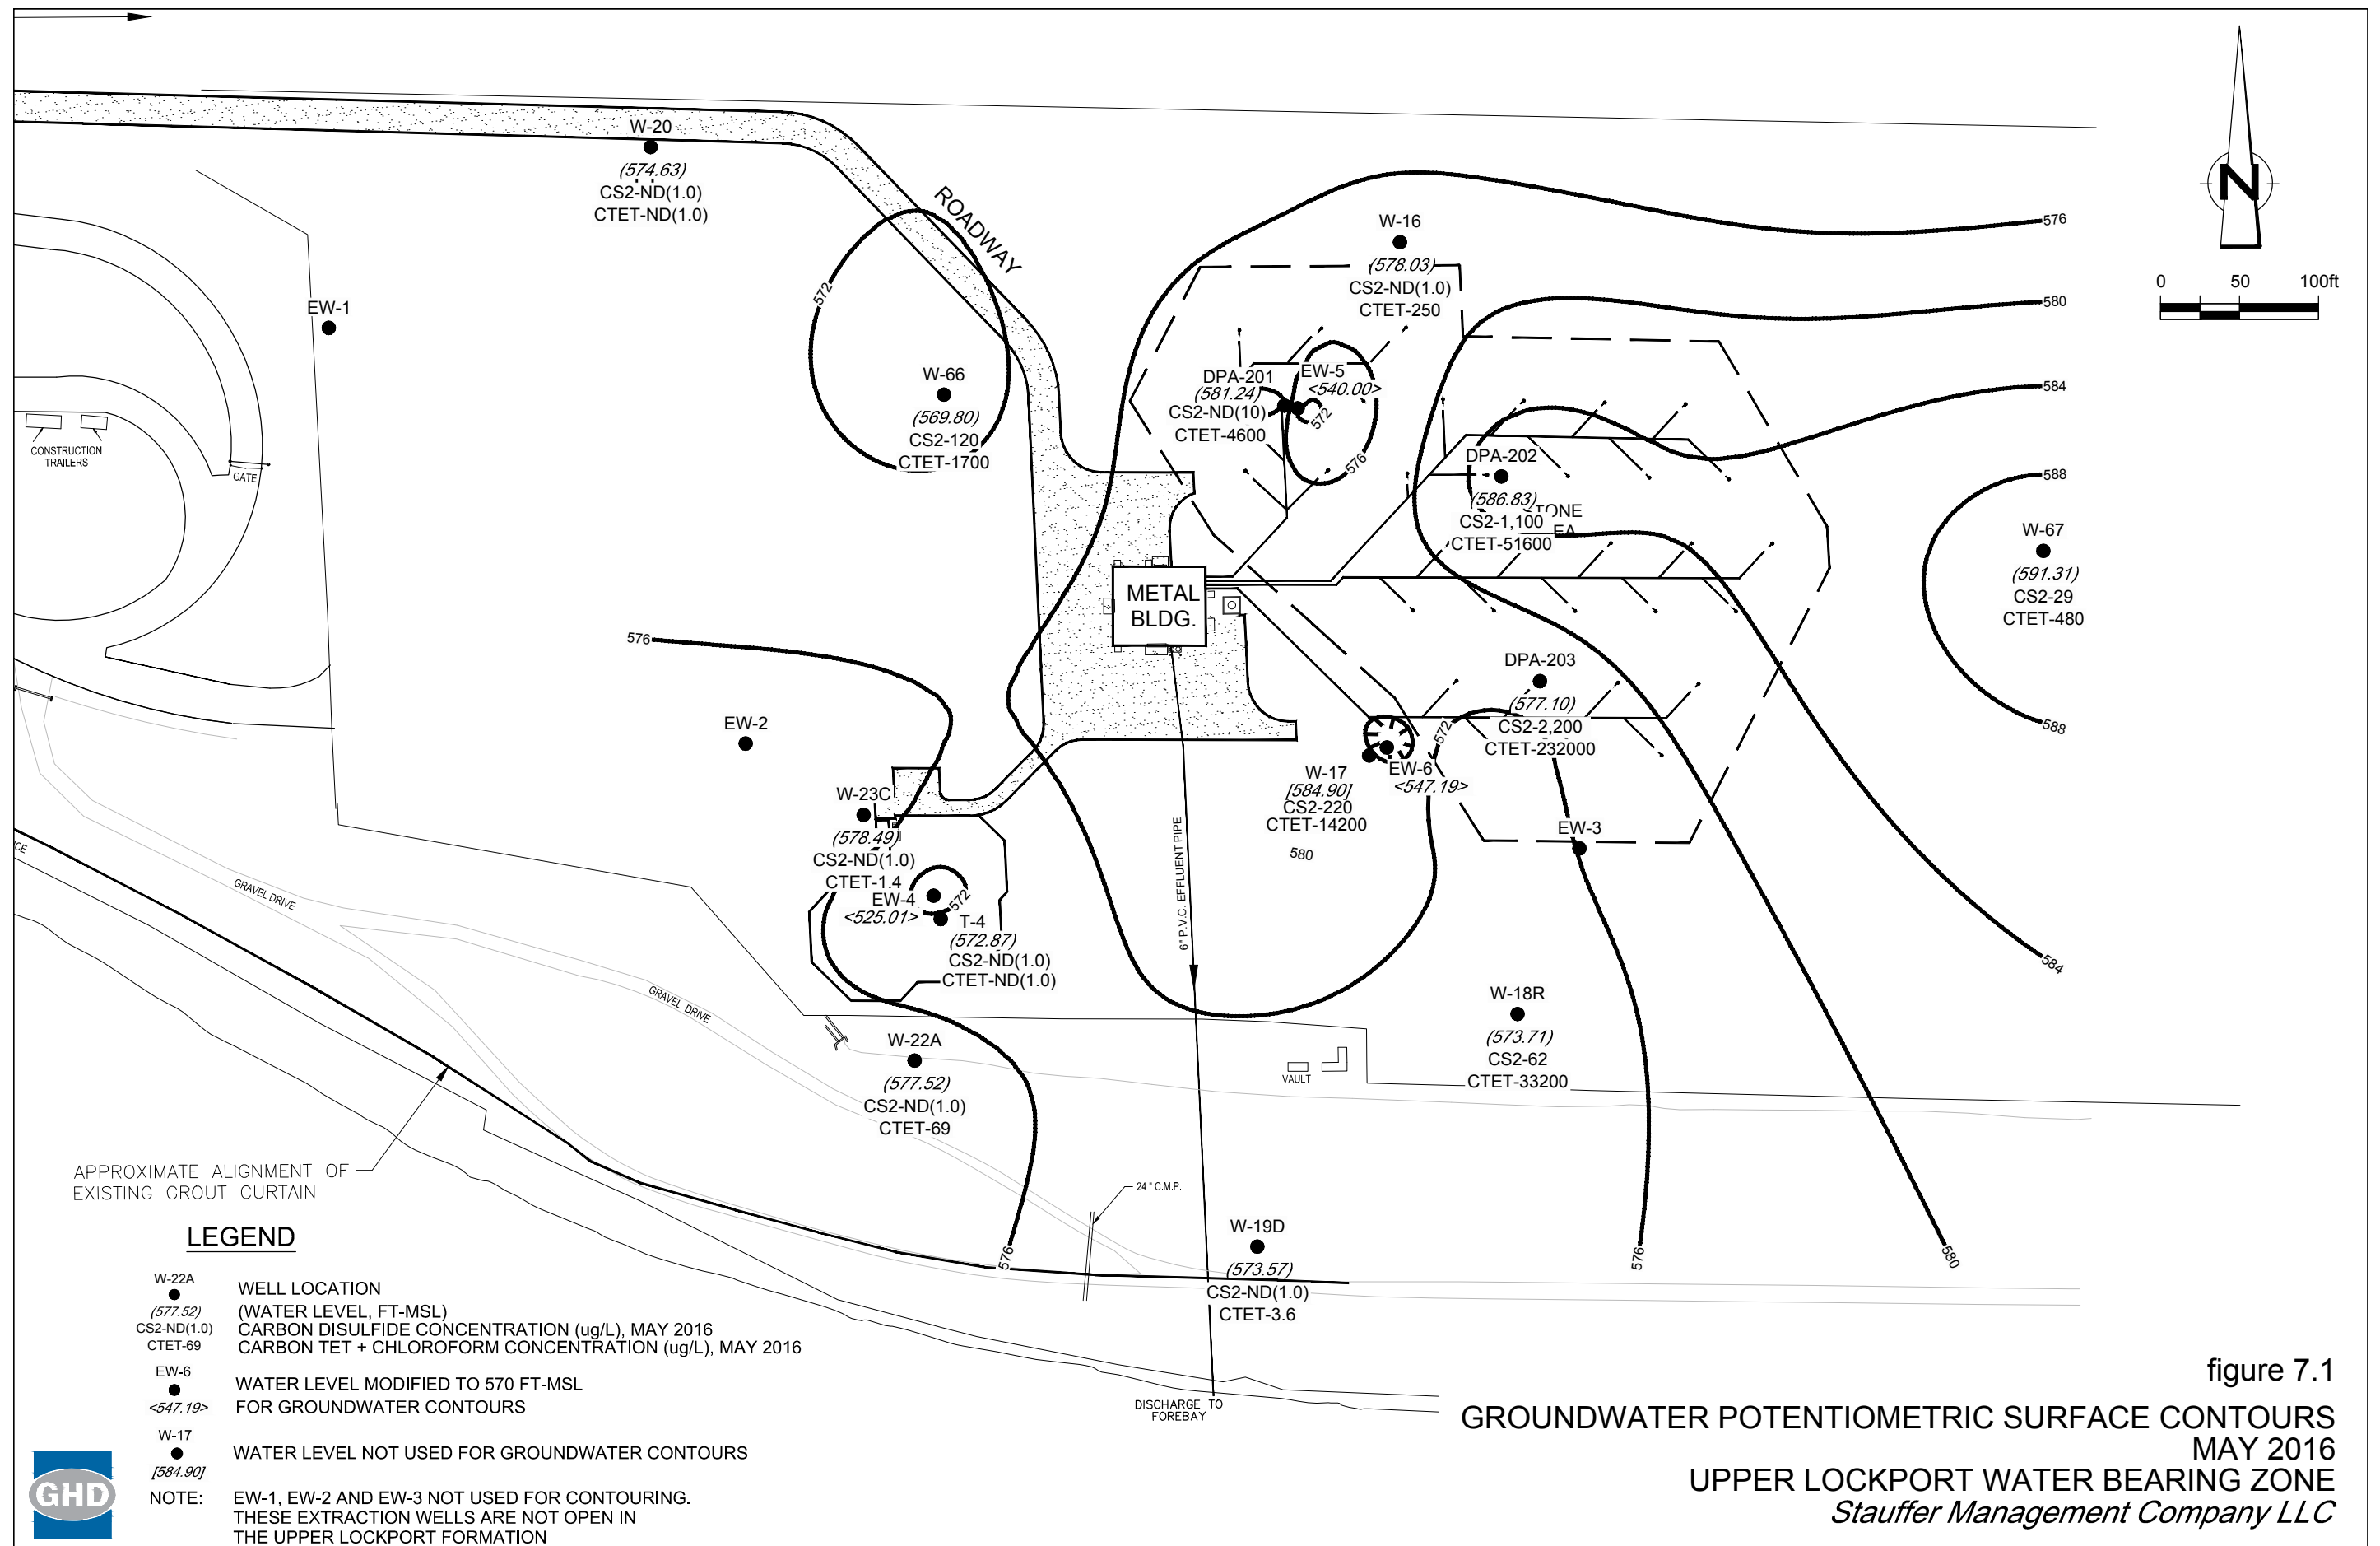 W-20
(574.63)
CS2-ND(1.0)
CTET-ND(1.0)
ROADWAY
N
0 50 100ft
576
580
584
588
588
584
580
576
W-16
(578.03)
CS2-ND(1.0)
CTET-250
EW-1
572
W-66
(569.80)
CS2-120
CTET-1700
DPA-201
(581.24)
CS2-ND(10)
CTET-4600
EW-5
<540.00>
572
576
CONSTRUCTION
TRAILERS
GATE
DPA-202
(586.83)
CS2-1,100
CTET-51600
TONE
EA
W-67
(591.31)
CS2-29
CTET-480
METAL
BLDG.
576
EW-2
DPA-203
(577.10)
CS2-2,200
CTET-232000
572
W-17
[584.90]
CS2-220
CTET-14200
EW-6
<547.19>
580
EW-3
W-23C
(578.49)
CS2-ND(1.0)
CTET-1.4
EW-4
<525.01>
572
T-4
(572.87)
CS2-ND(1.0)
CTET-ND(1.0)
6" P.V.C. EFFLUENT PIPE
CE
GRAVEL DRIVE
GRAVEL DRIVE
W-22A
(577.52)
CS2-ND(1.0)
CTET-69
VAULT
W-18R
(573.71)
CS2-62
CTET-33200
APPROXIMATE ALIGNMENT OF
EXISTING GROUT CURTAIN
24 " C.M.P.
576
W-19D
(573.57)
CS2-ND(1.0)
CTET-3.6
DISCHARGE TO
FOREBAY
LEGEND
W-22A
WELL LOCATION
(577.52) (WATER LEVEL, FT-MSL)
CS2-ND(1.0) CARBON DISULFIDE CONCENTRATION (ug/L), MAY 2016
CTET-69 CARBON TET + CHLOROFORM CONCENTRATION (ug/L), MAY 2016
EW-6
WATER LEVEL MODIFIED TO 570 FT-MSL
<547.19> FOR GROUNDWATER CONTOURS
W-17
WATER LEVEL NOT USED FOR GROUNDWATER CONTOURS
[584.90]
NOTE: EW-1, EW-2 AND EW-3 NOT USED FOR CONTOURING.
THESE EXTRACTION WELLS ARE NOT OPEN IN
THE UPPER LOCKPORT FORMATION
GHD
figure 7.1
GROUNDWATER POTENTIOMETRIC SURFACE CONTOURS
MAY 2016
UPPER LOCKPORT WATER BEARING ZONE
Stauffer Management Company LLC